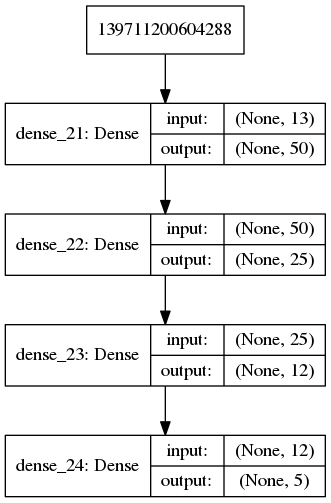 139711200604288
dense_21: Dense
input: (None, 13)
output: (None, 50)
dense_22: Dense
input: (None, 50)
output: (None, 25)
dense_23: Dense
input: (None, 25)
output: (None, 12)
dense_24: Dense
input: (None, 12)
output: (None, 5)